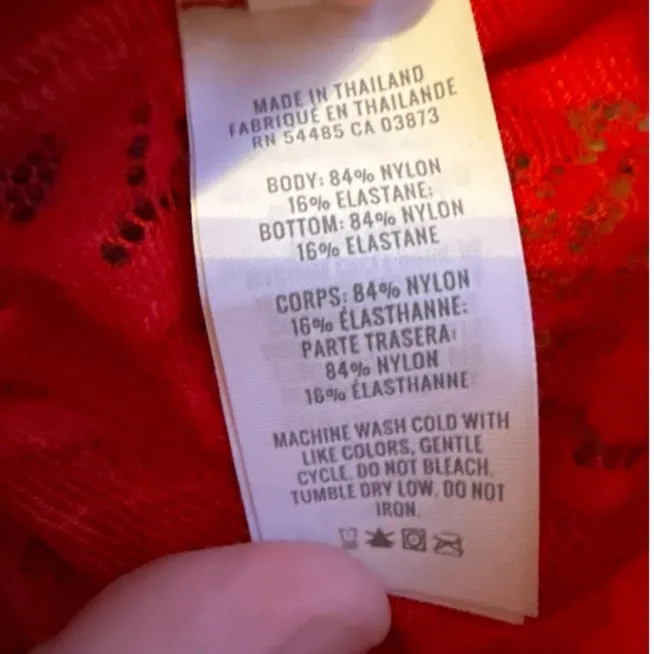 MADE IN THAILAND
FABRIQUÉ EN THAILANDE
RN 54485 CA 03873
BODY: 84% NYLON
16% ELASTANE:
BOTTOM: 84% NYLON
16% ELASTANE
CORPS: 84% NYLON
16% ÉLASTHANNE:
PARTE TRASERA:
84% NYLON
16% ÉLASTHANNE
MACHINE WASH COLD WITH
LIKE COLORS, GENTLE
CYCLE, DO NOT BLEACH,
TUMBLE DRY LOW. DO NOT
IRON.